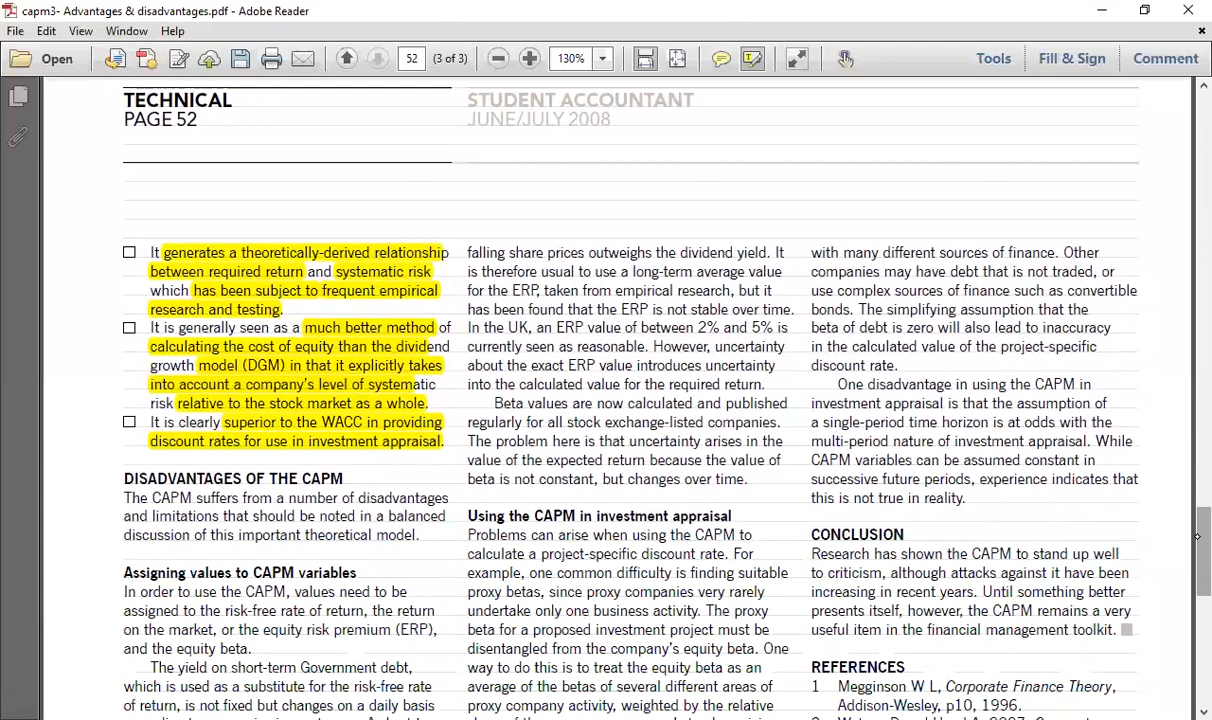 capm3- Advantages & disadvantages.pdf - Adobe Reader
File Edit View Window Help
Open 52 (3 of 3) 130% Tools Fill & Sign Comment
TECHNICAL
PAGE 52
STUDENT ACCOUNTANT
JUNE/JULY 2008
It generates a theoretically-derived relationship
between required return and systematic risk
which has been subject to frequent empirical
research and testing.
It is generally seen as a much better method of
calculating the cost of equity than the dividend
growth model (DGM) in that it explicitly takes
into account a company's level of systematic
risk relative to the stock market as a whole.
It is clearly superior to the WACC in providing
discount rates for use in investment appraisal.
DISADVANTAGES OF THE CAPM
The CAPM suffers from a number of disadvantages
and limitations that should be noted in a balanced
discussion of this important theoretical model.
Assigning values to CAPM variables
In order to use the CAPM, values need to be
assigned to the risk-free rate of return, the return
on the market, or the equity risk premium (ERP),
and the equity beta.
The yield on short-term Government debt,
which is used as a substitute for the risk-free rate
of return, is not fixed but changes on a daily basis
falling share prices outweighs the dividend yield. It
is therefore usual to use a long-term average value
for the ERP, taken from empirical research, but it
has been found that the ERP is not stable over time.
In the UK, an ERP value of between 2% and 5% is
currently seen as reasonable. However, uncertainty
about the exact ERP value introduces uncertainty
into the calculated value for the required return.
Beta values are now calculated and published
regularly for all stock exchange-listed companies.
The problem here is that uncertainty arises in the
value of the expected return because the value of
beta is not constant, but changes over time.
Using the CAPM in investment appraisal
Problems can arise when using the CAPM to
calculate a project-specific discount rate. For
example, one common difficulty is finding suitable
proxy betas, since proxy companies very rarely
undertake only one business activity. The proxy
beta for a proposed investment project must be
disentangled from the company's equity beta. One
way to do this is to treat the equity beta as an
average of the betas of several different areas of
proxy company activity, weighted by the relative
with many different sources of finance. Other
companies may have debt that is not traded, or
use complex sources of finance such as convertible
bonds. The simplifying assumption that the
beta of debt is zero will also lead to inaccuracy
in the calculated value of the project-specific
discount rate.
One disadvantage in using the CAPM in
investment appraisal is that the assumption of
a single-period time horizon is at odds with the
multi-period nature of investment appraisal. While
CAPM variables can be assumed constant in
successive future periods, experience indicates that
this is not true in reality.
CONCLUSION
Research has shown the CAPM to stand up well
to criticism, although attacks against it have been
increasing in recent years. Until something better
presents itself, however, the CAPM remains a very
useful item in the financial management toolkit.
REFERENCES
1 Megginson W L, Corporate Finance Theory,
Addison-Wesley, p10, 1996.